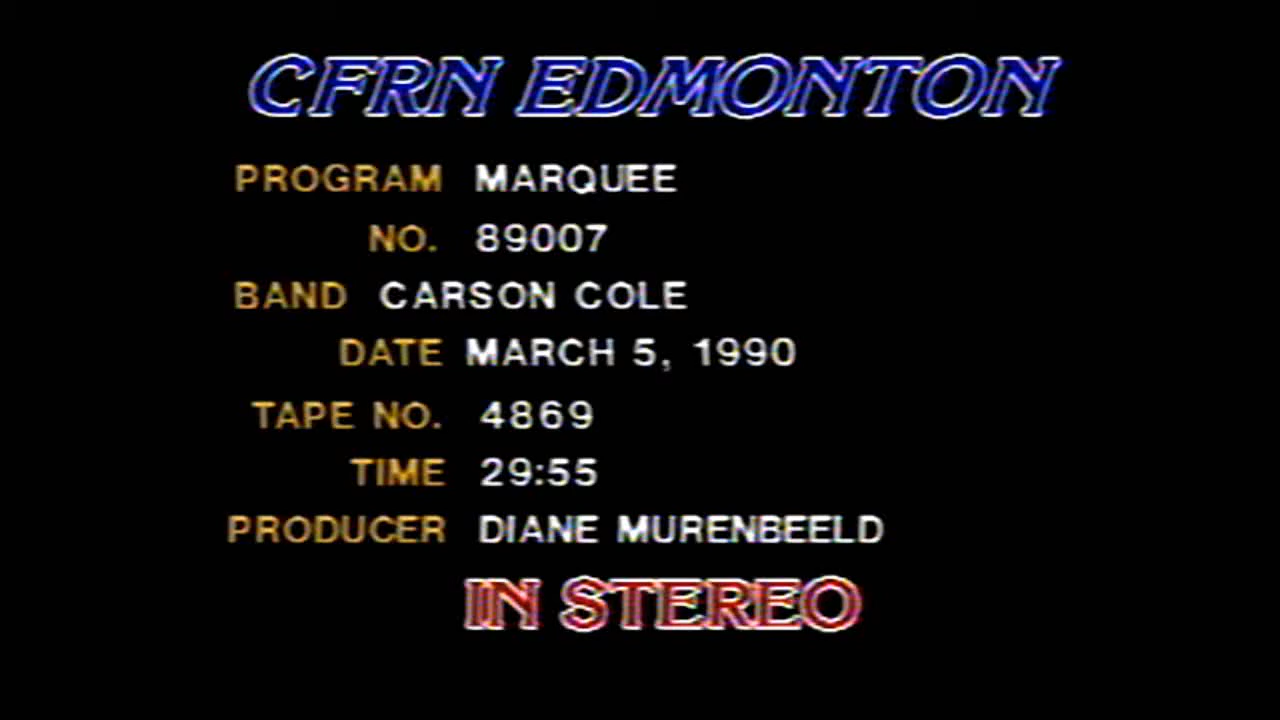 CFRN EDMONTON
PROGRAM MARQUEE
NO. 89007
BAND CARSON COLE
DATE MARCH 5, 1990
TAPE NO. 4869
TIME 29:55
PRODUCER DIANE MURENBEELD
IN STEREO